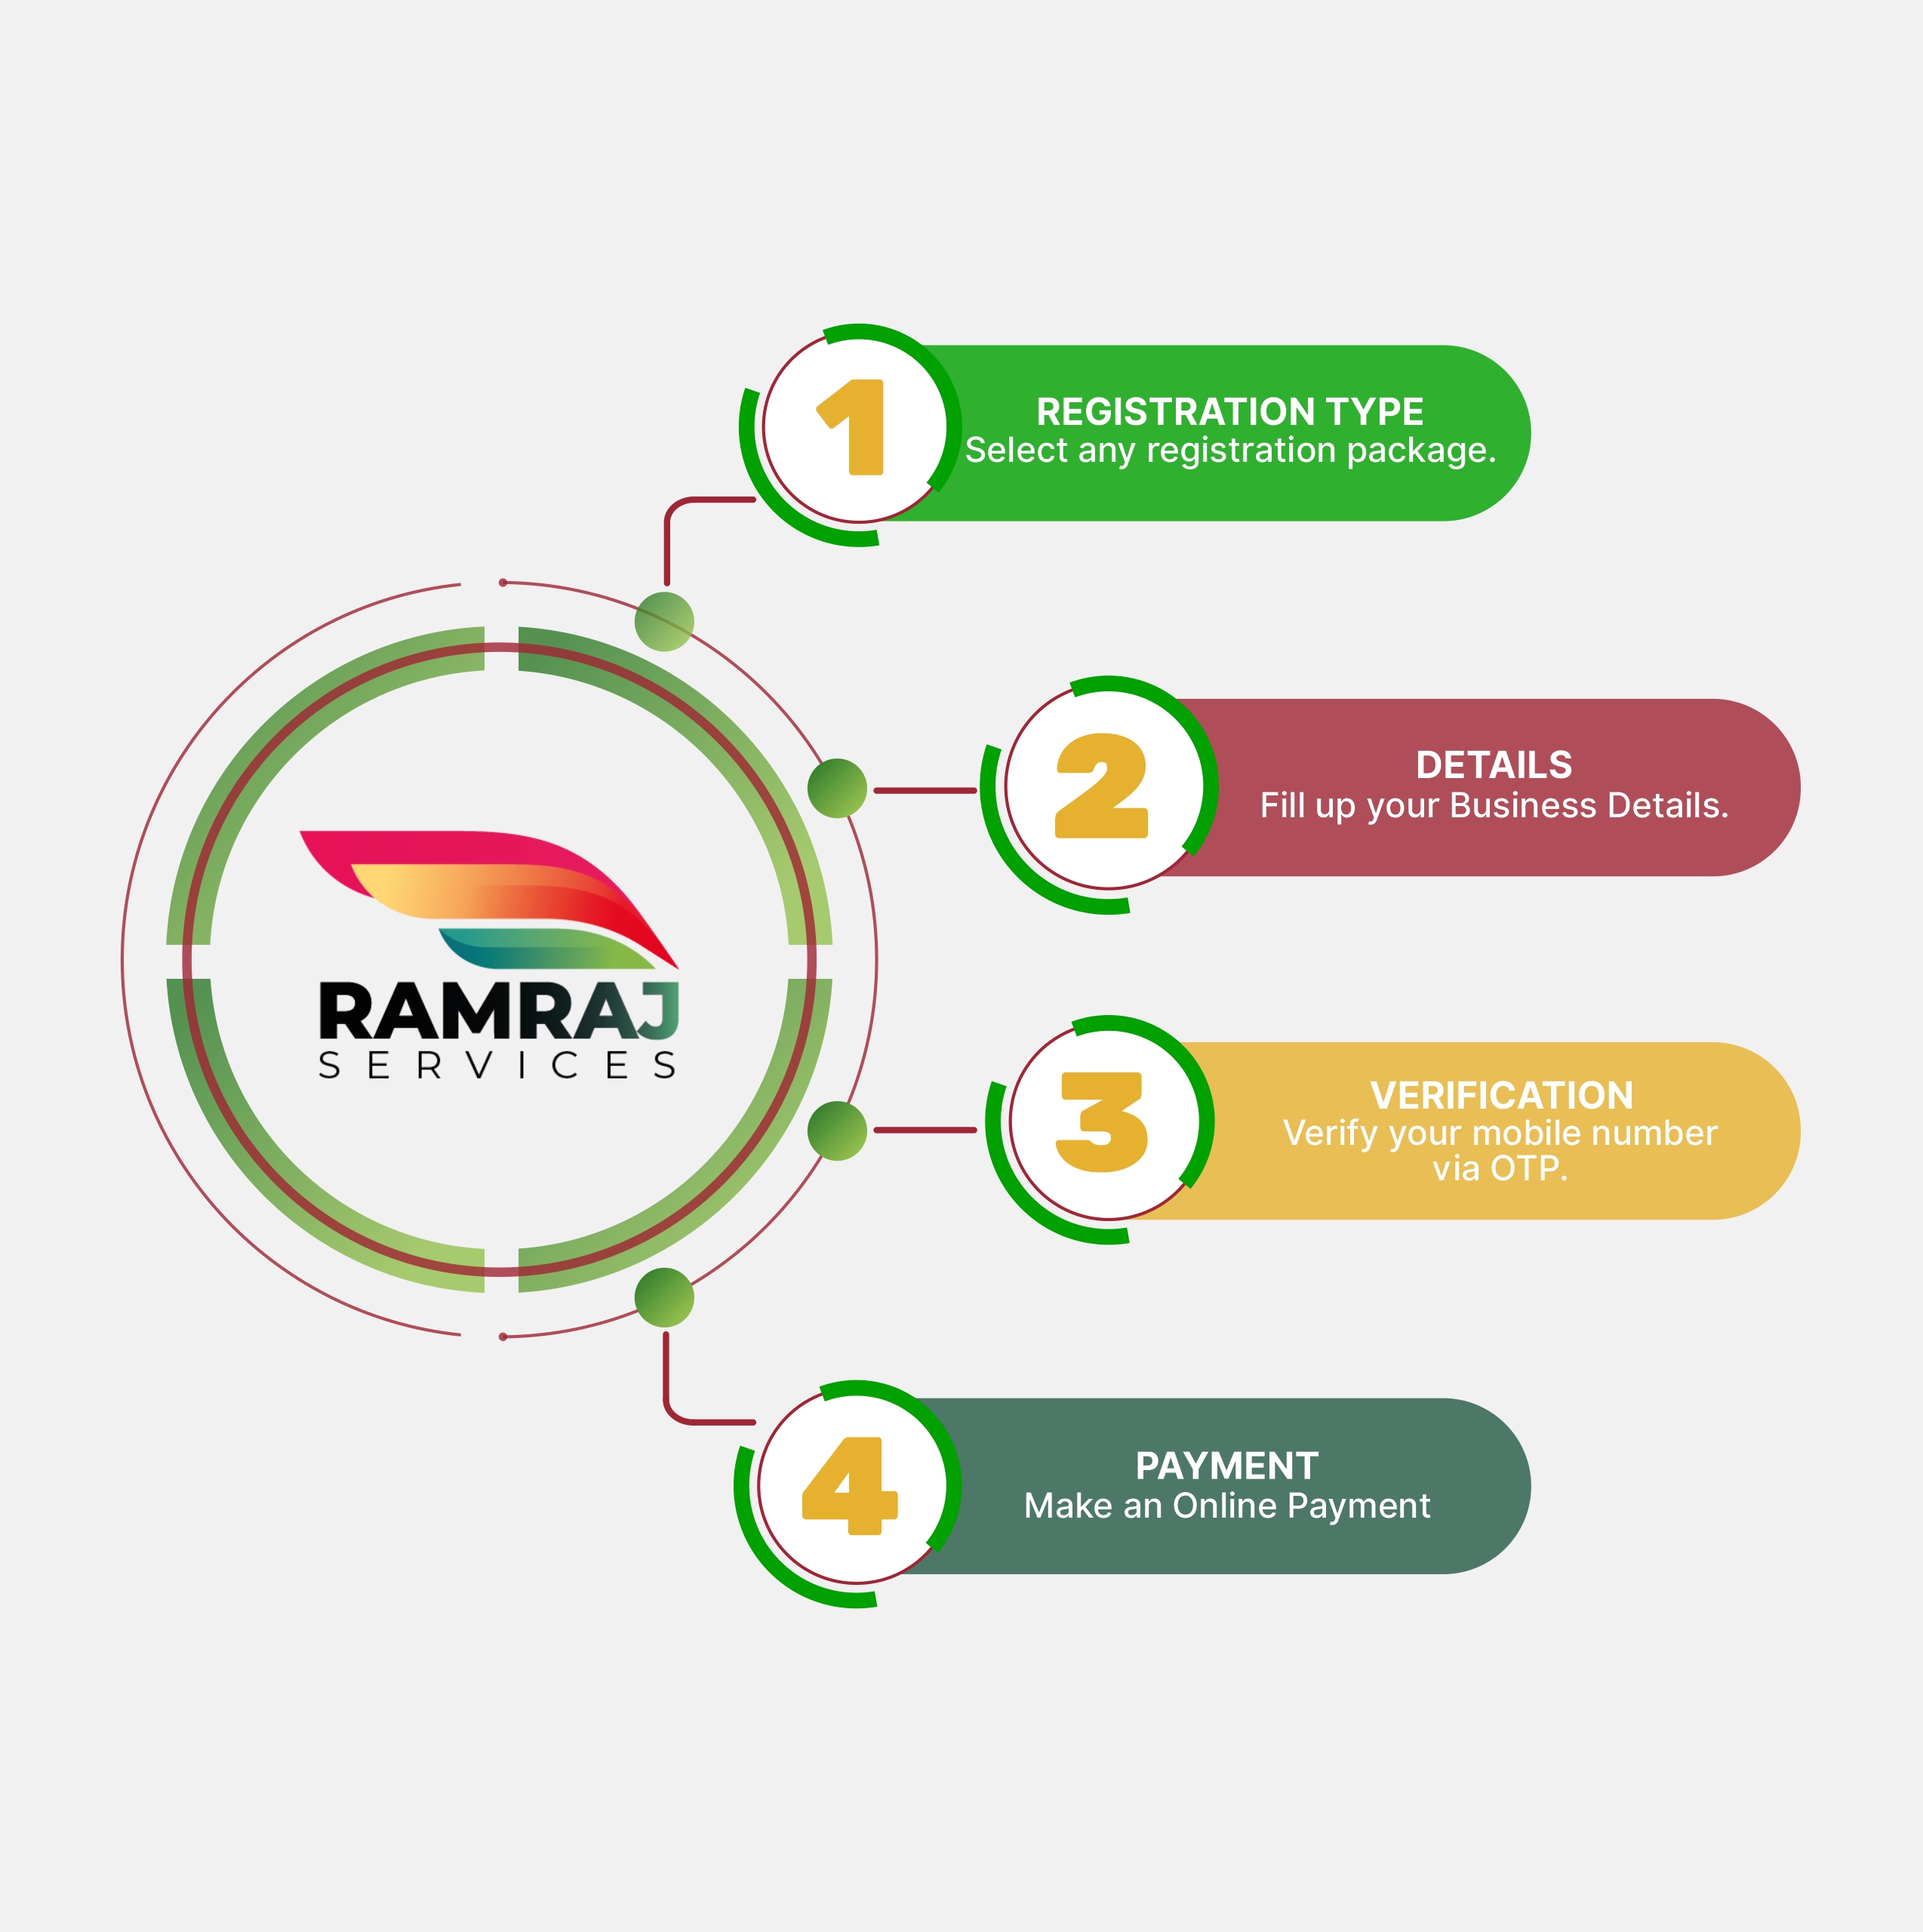 1
REGISTRATION TYPE
Select any registration package.
2
DETAILS
Fill up your Business Details.
RAMRAJ
SERVICES
3
VERIFICATION
Verify your mobile number
via OTP.
4
PAYMENT
Make an Online Payment